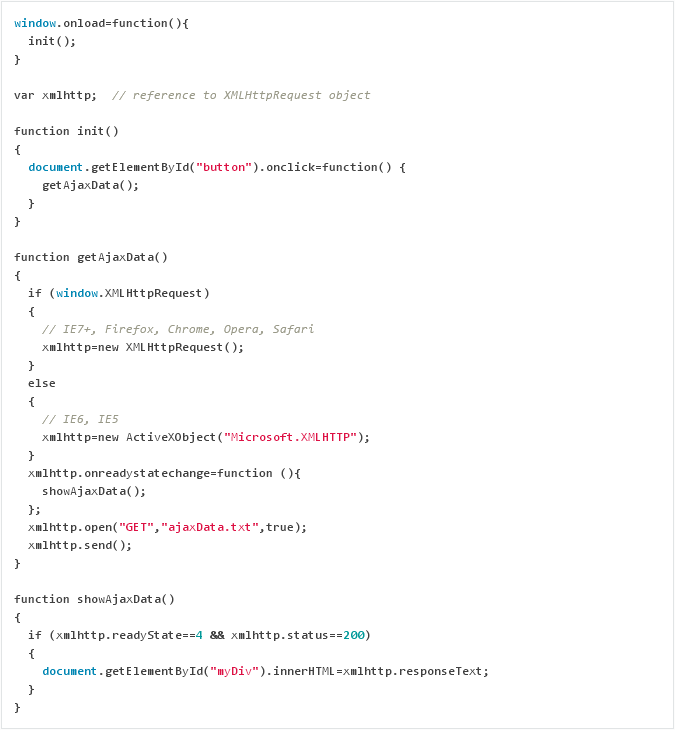 window.onload=function(){
  init();
}

var xmlhttp;  // reference to XMLHttpRequest object

function init()
{
  document.getElementById("button").onclick=function() {
    getAjaxData();
  }
}

function getAjaxData()
{
  if (window.XMLHttpRequest)
  {
    // IE7+, Firefox, Chrome, Opera, Safari
    xmlhttp=new XMLHttpRequest();
  }
  else
  {
    // IE6, IE5
    xmlhttp=new ActiveXObject("Microsoft.XMLHTTP");
  }
  xmlhttp.onreadystatechange=function (){
    showAjaxData();
  };
  xmlhttp.open("GET","ajaxData.txt",true);
  xmlhttp.send();
}

function showAjaxData()
{
  if (xmlhttp.readyState==4 && xmlhttp.status==200)
  {
    document.getElementById("myDiv").innerHTML=xmlhttp.responseText;
  }
}